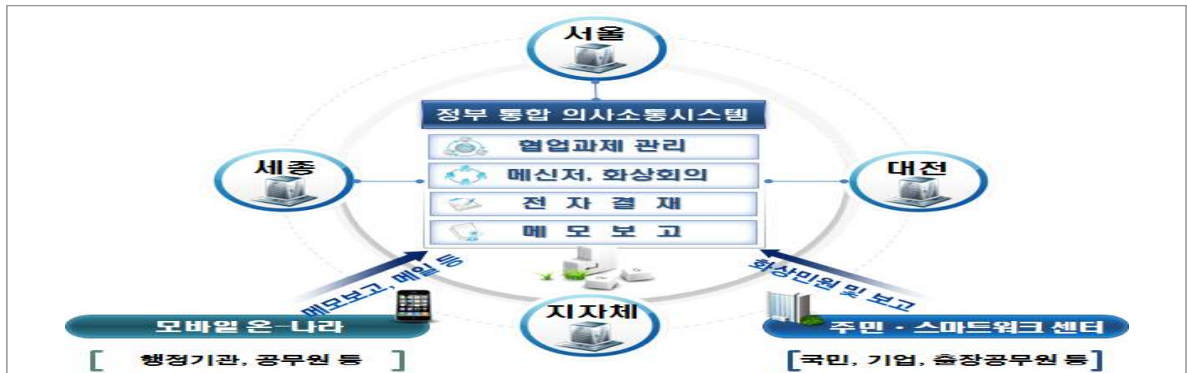 서울
정부 통합 의사소통시스템
협업과제 관리
세종
메신저, 화상회의
대전
전 자 결 재
메 모 보 고
메모보고, 메일 등
화상민원 및 보고
지자체
모바일 온-나라
주민 · 스마트워크 센터
[ 행정기관, 공무원 등 ]
[국민, 기업, 출장공무원 등]